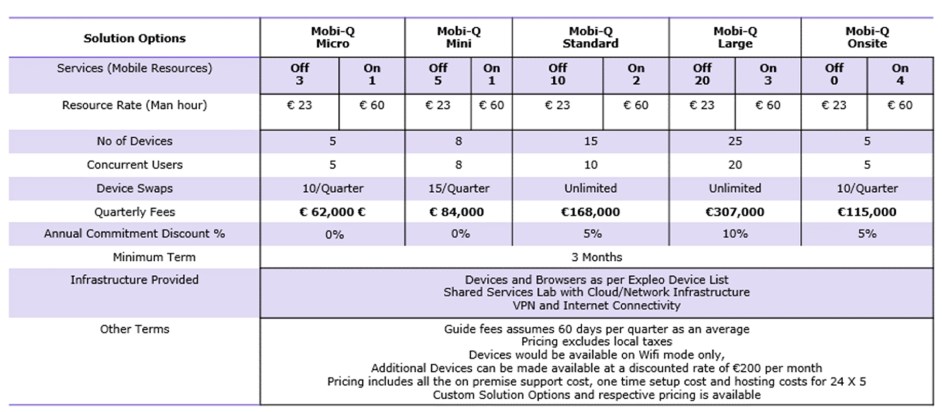 Solution Options Mobi-Q Micro Mobi-Q Mini Mobi-Q Standard Mobi-Q Large Mobi-Q Onsite
Services (Mobile Resources) Off 3 On 1 Off 5 On 1 Off 10 On 2 Off 20 On 3 Off 0 On 4
Resource Rate (Man hour) € 23 € 60 € 23 € 60 € 23 € 60 € 23 € 60 € 23 € 60
No of Devices 5 8 15 25 5
Concurrent Users 5 8 10 20 5
Device Swaps 10/Quarter 15/Quarter Unlimited Unlimited 10/Quarter
Quarterly Fees € 62,000 € € 84,000 €168,000 €307,000 €115,000
Annual Commitment Discount % 0% 0% 5% 10% 5%
Minimum Term 3 Months
Infrastructure Provided Devices and Browsers as per Expleo Device List
Shared Services Lab with Cloud/Network Infrastructure
VPN and Internet Connectivity
Other Terms Guide fees assumes 60 days per quarter as an average
Pricing excludes local taxes
Devices would be available on Wifi mode only,
Additional Devices can be made available at a discounted rate of €200 per month
Pricing includes all the on premise support cost, one time setup cost and hosting costs for 24 X 5
Custom Solution Options and respective pricing is available